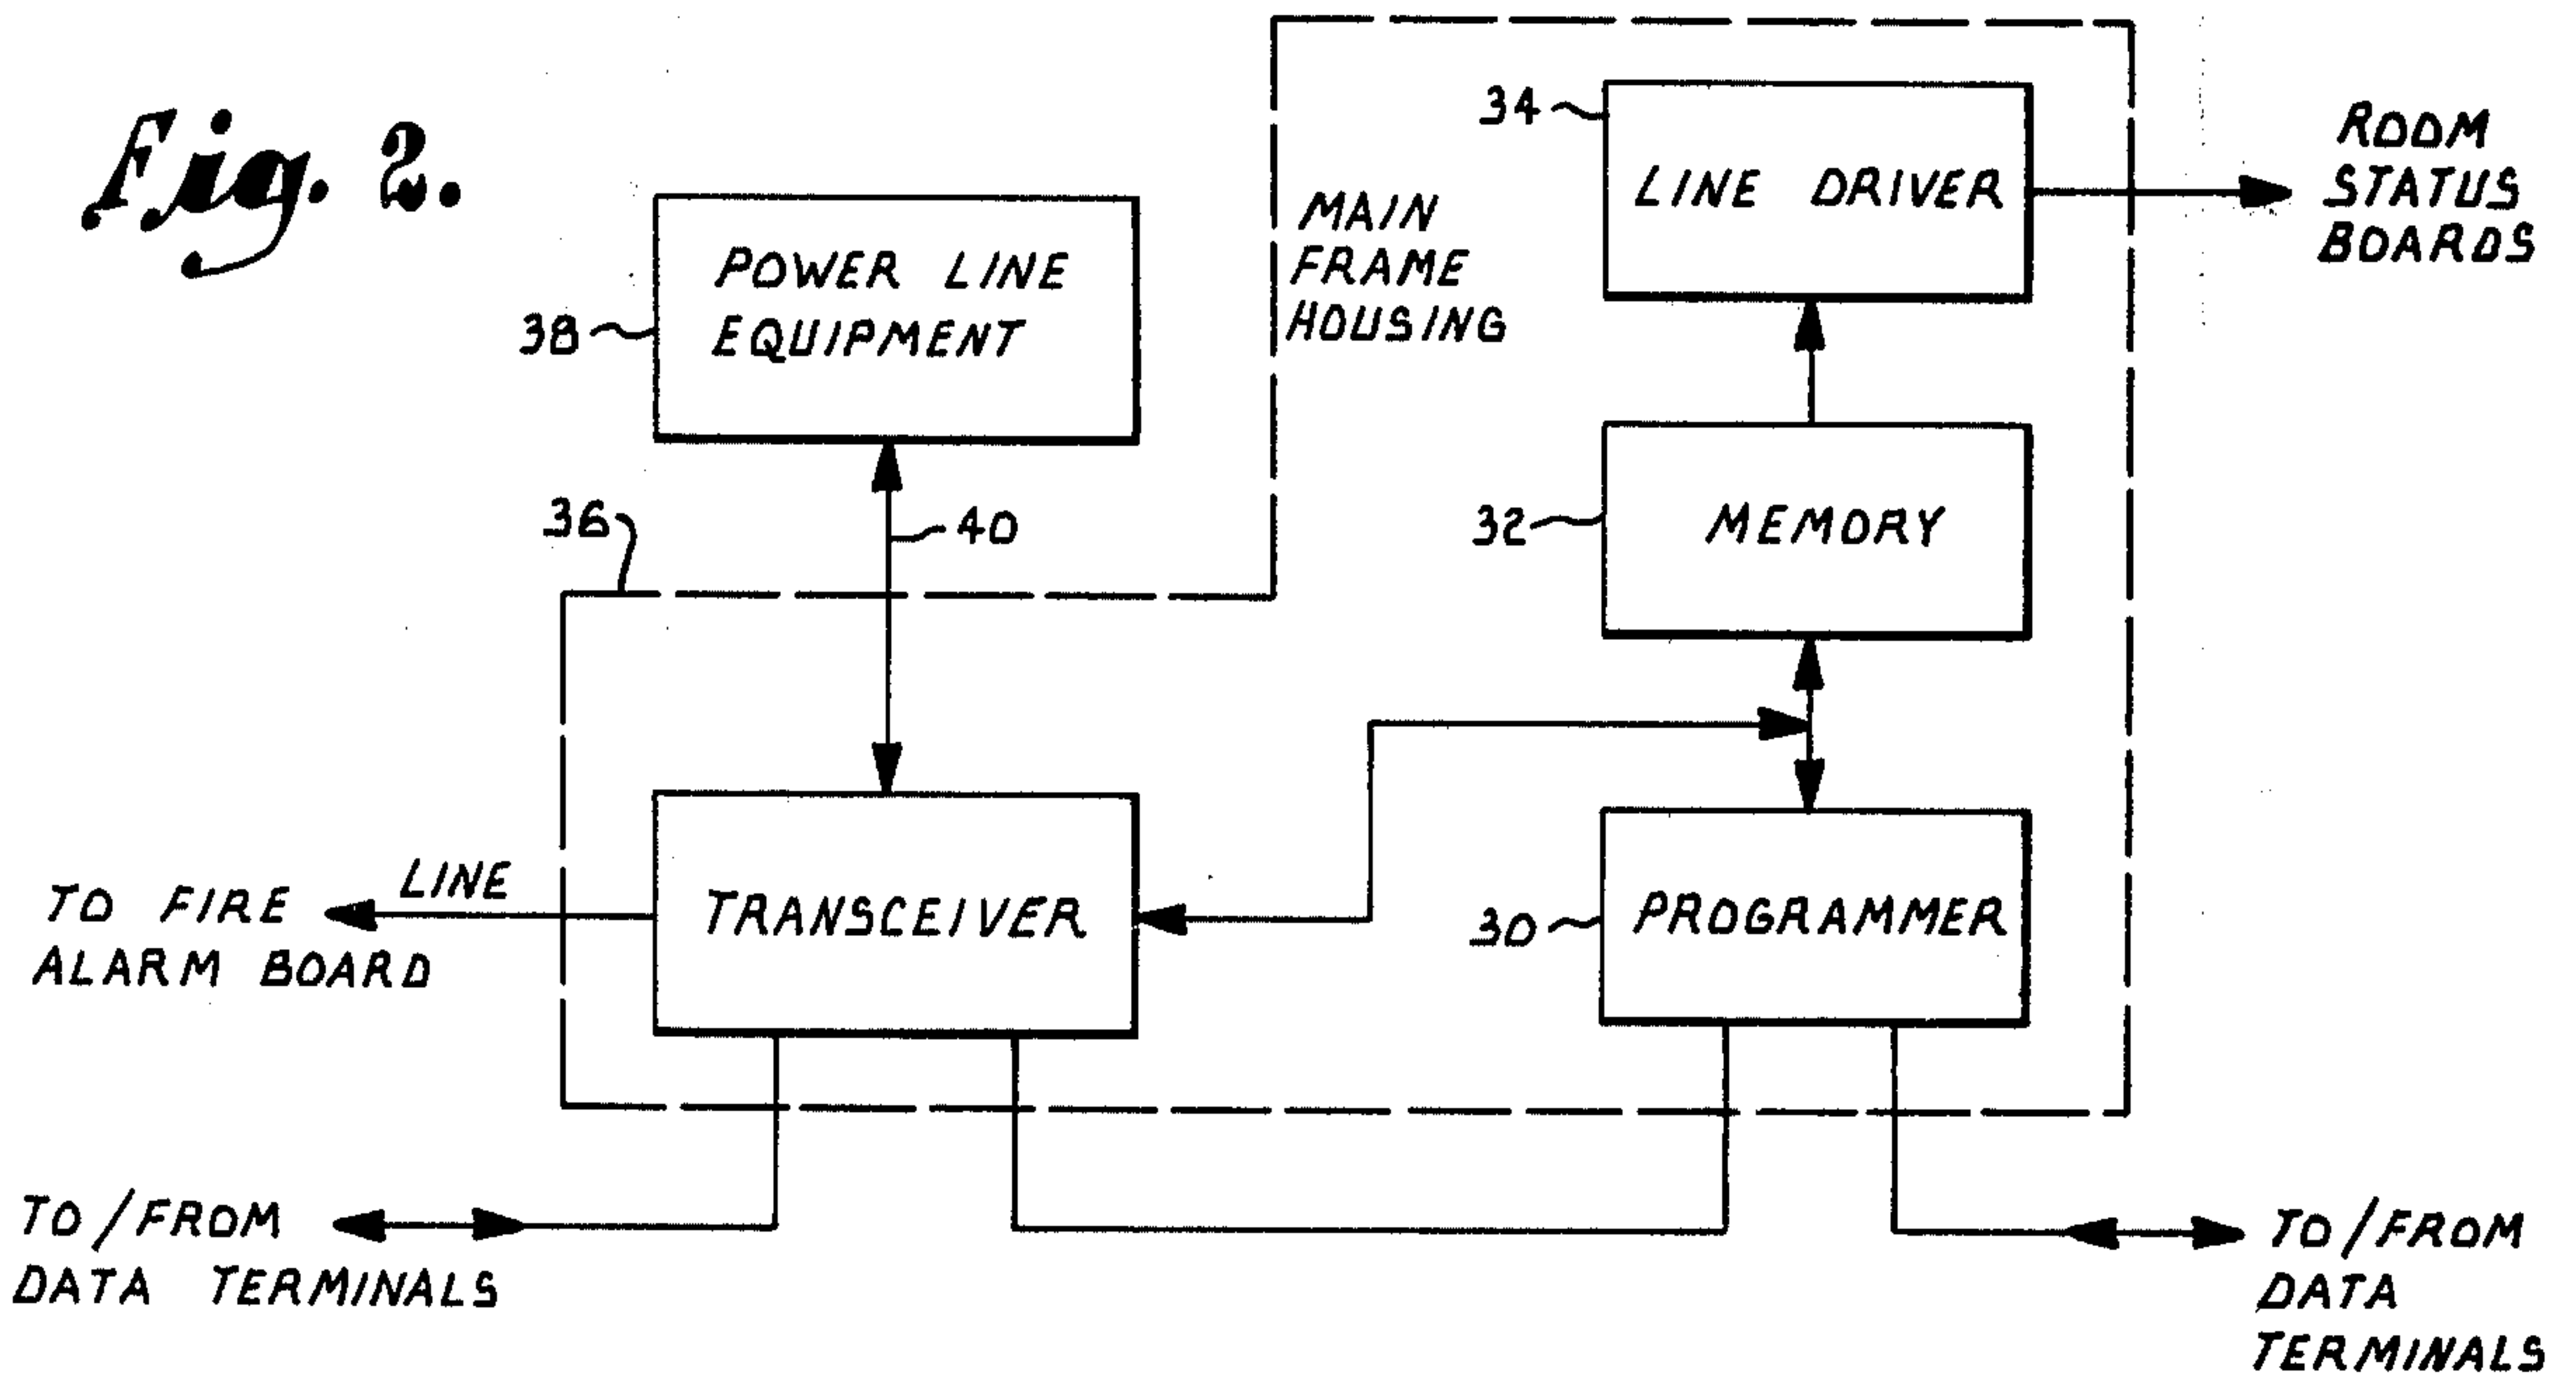 Fig. 2.
34
LINE DRIVER
ROOM
STATUS
BOARDS
MAIN
FRAME
HOUSING
POWER LINE
EQUIPMENT
38
36
40
32
MEMORY
LINE
TO FIRE
ALARM BOARD
TRANSCEIVER
30
PROGRAMMER
TO/FROM
DATA TERMINALS
TO/FROM
DATA
TERMINALS